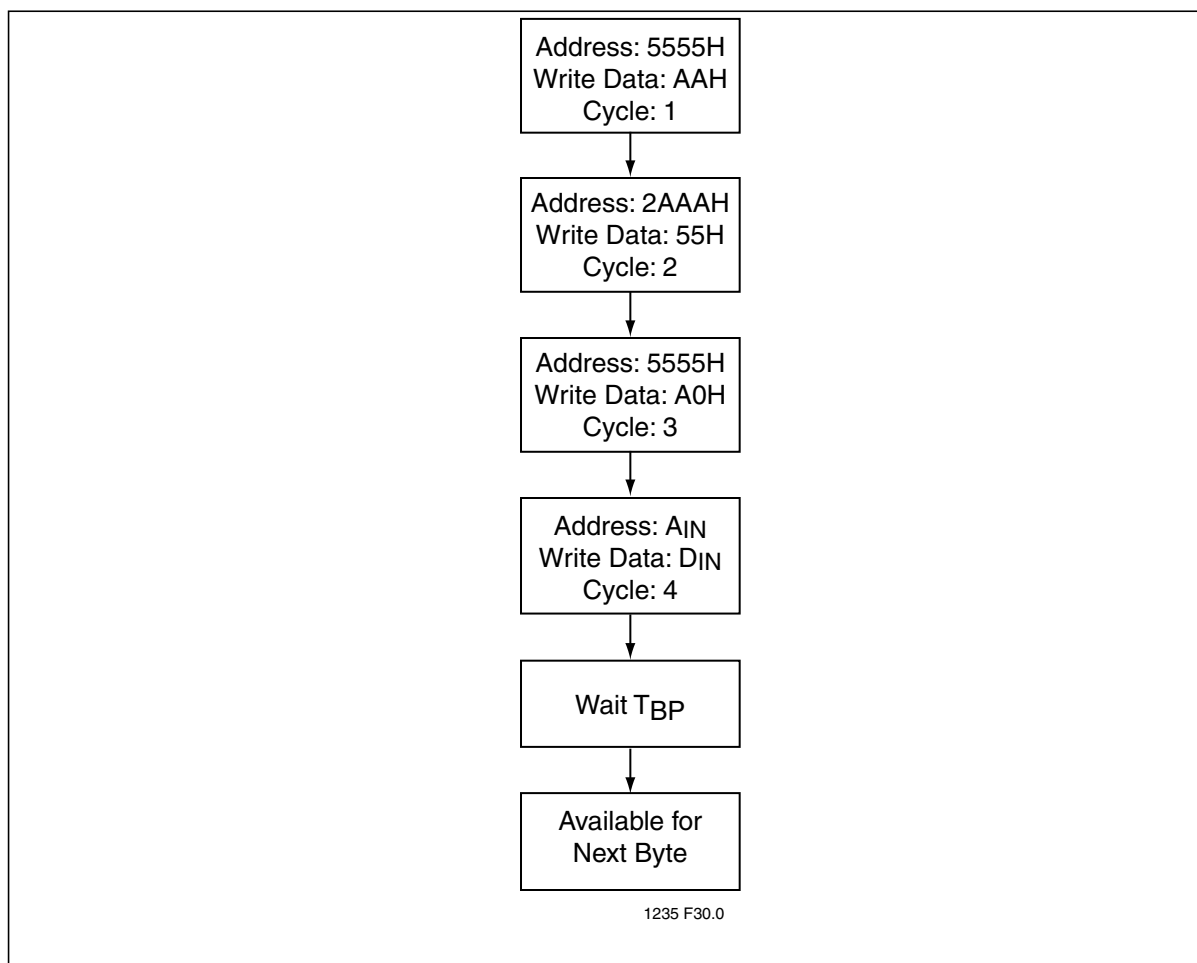 Address: 5555H
Write Data: AAH
Cycle: 1
Address: 2AAAH
Write Data: 55H
Cycle: 2
Address: 5555H
Write Data: A0H
Cycle: 3
Address: AIN
Write Data: DIN
Cycle: 4
Wait TBP
Available for
Next Byte
1235 F30.0